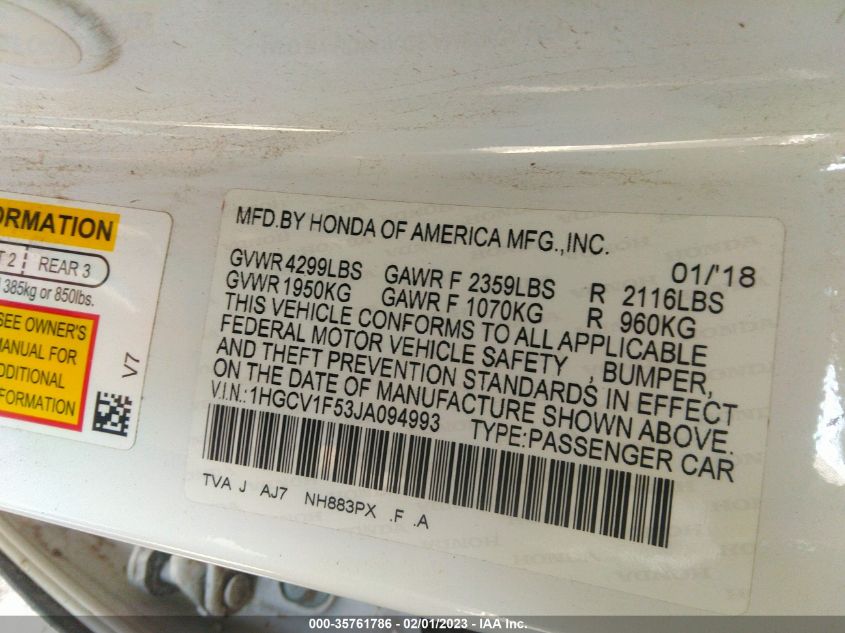 ORMATION
T 2 REAR 3
385kg or 850lbs.
SEE OWNER'S
MANUAL FOR
DDITIONAL
FORMATION
V7
MFD.BY HONDA OF AMERICA MFG.,INC.
01/'18
GVWR 4299LBS GAWR F 2359LBS R 2116LBS
GVWR 1950KG GAWR F 1070KG R 960KG
THIS VEHICLE CONFORMS TO ALL APPLICABLE
FEDERAL MOTOR VEHICLE SAFETY , BUMPER,
AND THEFT PREVENTION STANDARDS IN EFFECT
ON THE DATE OF MANUFACTURE SHOWN ABOVE.
V.I.N.:1HGCV1F53JA094993 TYPE:PASSENGER CAR
TVA J AJ7 NH883PX .F .A
000-35761786 - 02/01/2023 - IAA Inc.